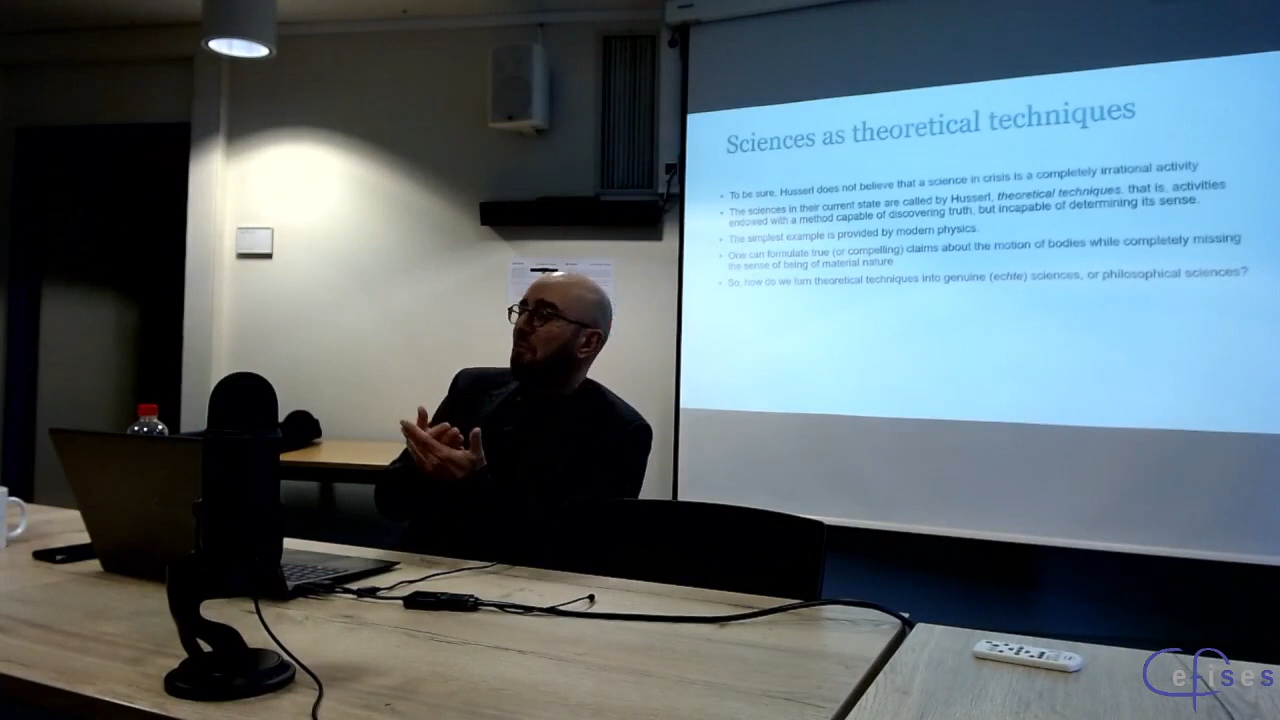 Sciences as theoretical techniques
To be sure, Husserl does not believe that a science in crisis is a completely irrational activity
The sciences in their current state are called by Husserl, theoretical techniques, that is, activities
endowed with a method capable of discovering truth, but incapable of determining its sense.
The simplest example is provided by modern physics.
One can formulate true (or compelling) claims about the motion of bodies while completely missing
the sense of being of material nature
So, how do we turn theoretical techniques into genuine (echte) sciences, or philosophical sciences?
Cefises